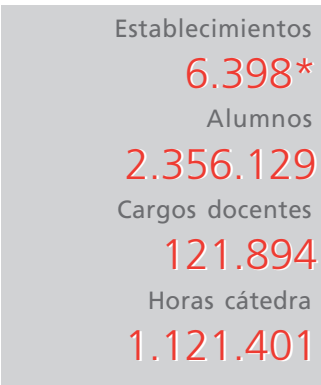 Establecimientos
6.398*
Alumnos
2.356.129
Cargos docentes
121.894
Horas cátedra
1.121.401